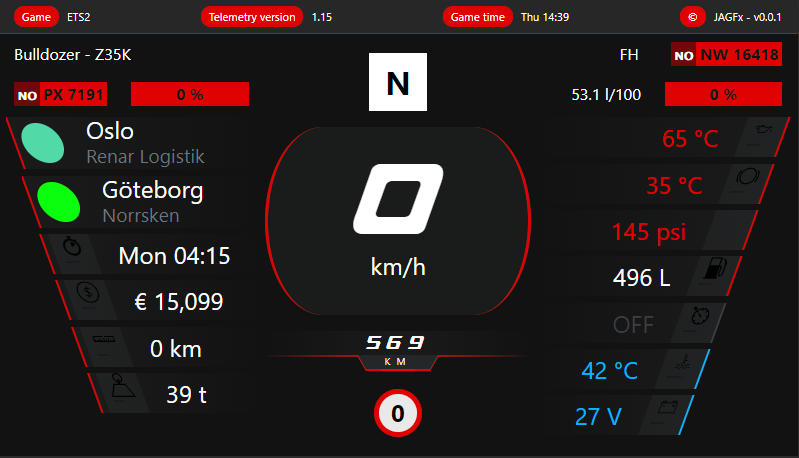 Game ETS2 Telemetry version 1.15 Game time Thu 14:39 © JAGFx - v0.0.1
Bulldozer - Z35K
NO PX 7191 0 %
Oslo
Renar Logistik
Göteborg
Norrsken
Mon 04:15
€ 15,099
0 km
39 t
N
0
km/h
569
KM
0
FH NO NW 16418
53.1 l/100 0 %
65 °C
35 °C
145 psi
496 L
OFF
42 °C
27 V